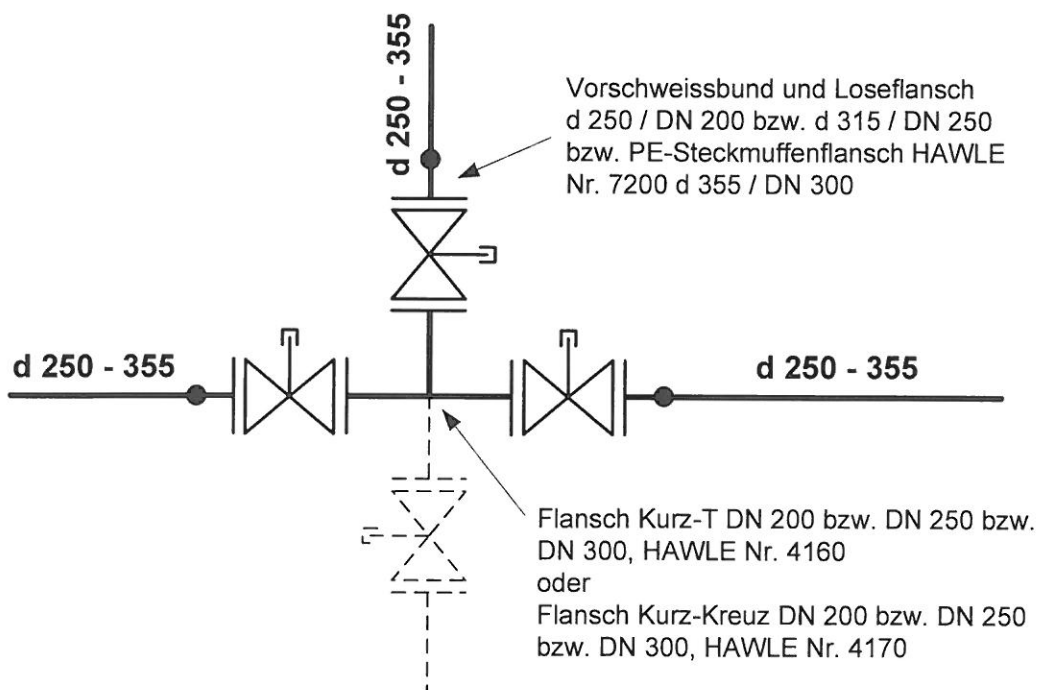 d 250 - 355
Vorschweissbund und Loseflansch
d 250 / DN 200 bzw. d 315 / DN 250
bzw. PE-Steckmuffenflansch HAWLE
Nr. 7200 d 355 / DN 300
d 250 - 355
d 250 - 355
Flansch Kurz-T DN 200 bzw. DN 250 bzw.
DN 300, HAWLE Nr. 4160
oder
Flansch Kurz-Kreuz DN 200 bzw. DN 250
bzw. DN 300, HAWLE Nr. 4170